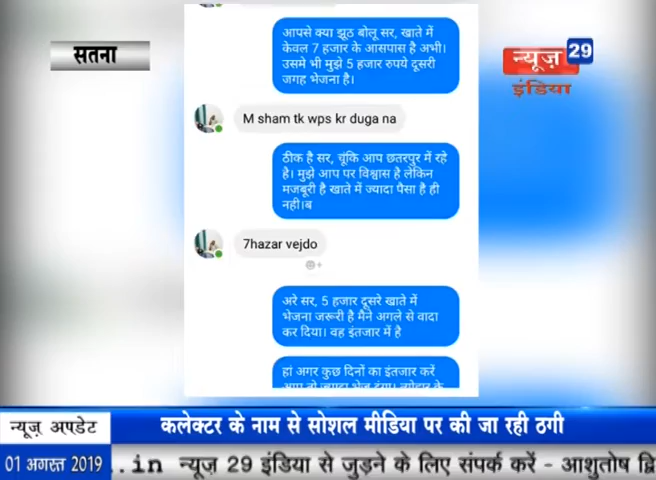 सतना
न्यूज़ 29
इंडिया
आपसे क्या झूठ बोलू सर, खाते में
केवल 7 हजार के आसपास है अभी।
उसमे भी मुझे 5 हजार रुपये दूसरी
जगह भेजना है।
M sham tk wps kr duga na
ठीक है सर, चूंकि आप छतरपुर में रहे
है। मुझे आप पर विश्वास है लेकिन
मजबूरी है खाते में ज्यादा पैसा है ही
नही।ब
7hazar vejdo
अरे सर, 5 हजार दूसरे खाते में
भेजना जरूरी है मैने अगले से वादा
कर दिया। वह इंतजार में है
हां अगर कुछ दिनों का इंतजार करें
न्यूज़ अपडेट
कलेक्टर के नाम से सोशल मीडिया पर की जा रही ठगी
01 अगस्त 2019
..in न्यूज़ 29 इंडिया से जुड़ने के लिए संपर्क करें - आशुतोष द्वि